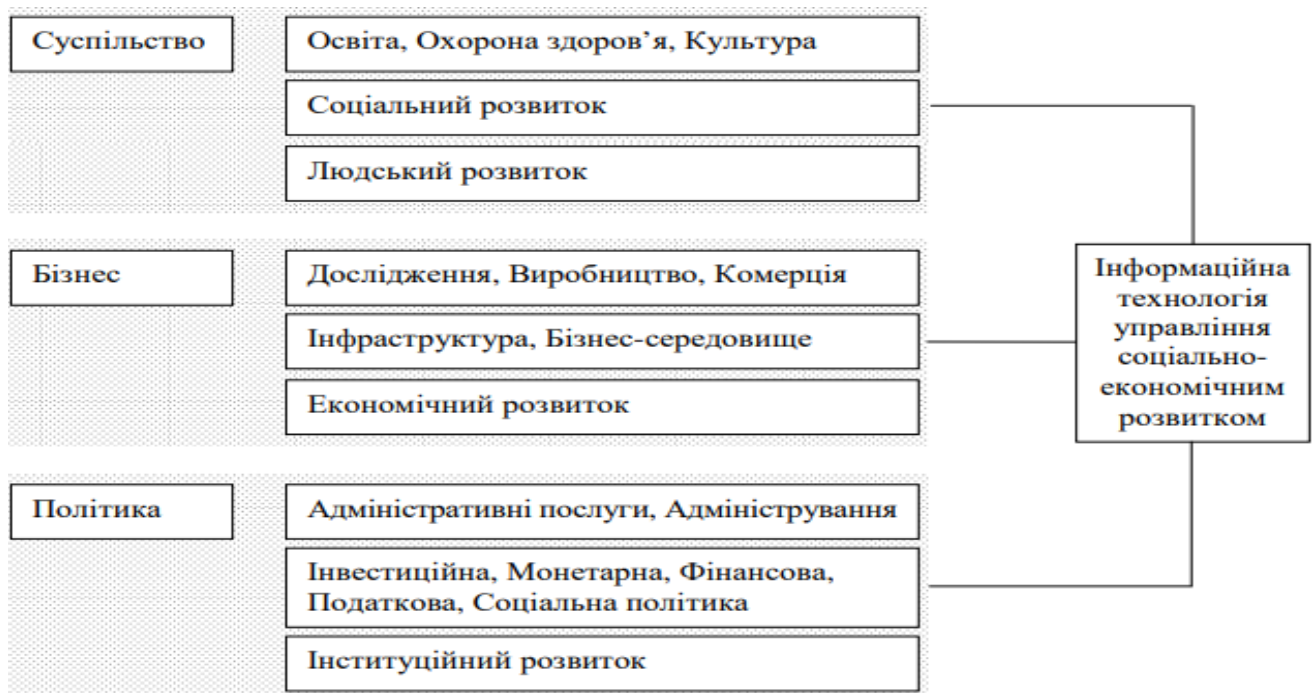 Суспільство
Освіта, Охорона здоров’я, Культура
Соціальний розвиток
Людський розвиток
Бізнес
Дослідження, Виробництво, Комерція
Інфраструктура, Бізнес-середовище
Економічний розвиток
Політика
Адміністративні послуги, Адміністрування
Інвестиційна, Монетарна, Фінансова,
Податкова, Соціальна політика
Інституційний розвиток
Інформаційна
технологія
управління
соціально-
економічним
розвитком